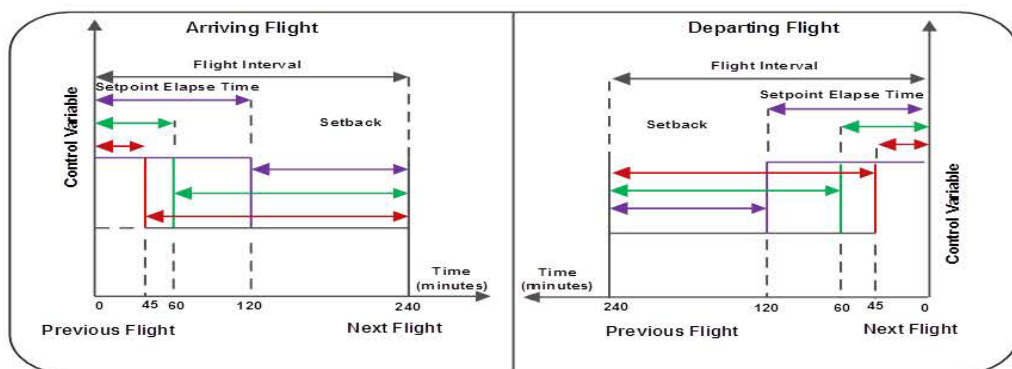 Arriving Flight
Flight Interval
Setpoint Elapse Time
Setback
Control Variable
Time
(minutes)
0 45 60 120 240
Previous Flight Next Flight
Departing Flight
Flight Interval
Setpoint Elapse Time
Setback
Control Variable
Time
(minutes)
240 120 60 45 0
Previous Flight Next Flight